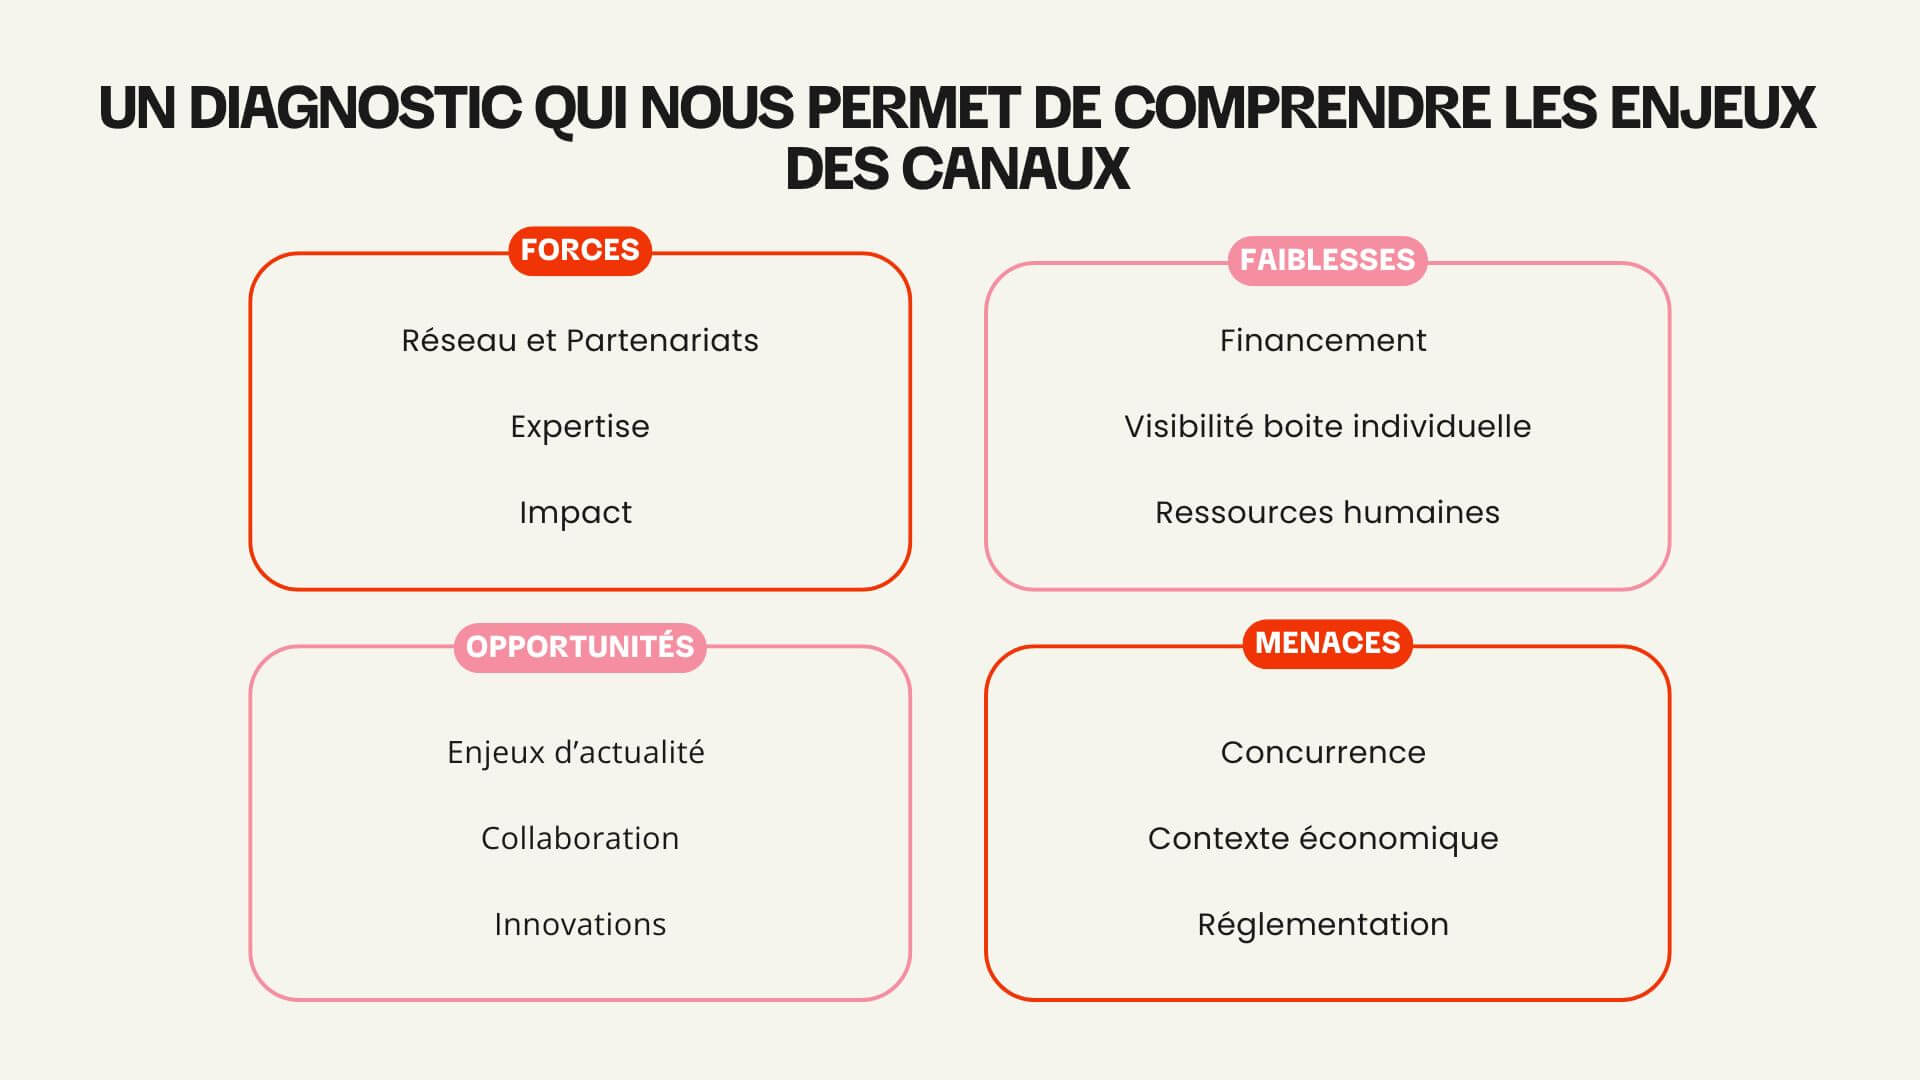 UN DIAGNOSTIC QUI NOUS PERMET DE COMPRENDRE LES ENJEUX
DES CANAUX
FORCES
Réseau et Partenariats
Expertise
Impact
FAIBLESSES
Financement
Visibilité boite individuelle
Ressources humaines
OPPORTUNITÉS
Enjeux d’actualité
Collaboration
Innovations
MENACES
Concurrence
Contexte économique
Réglementation